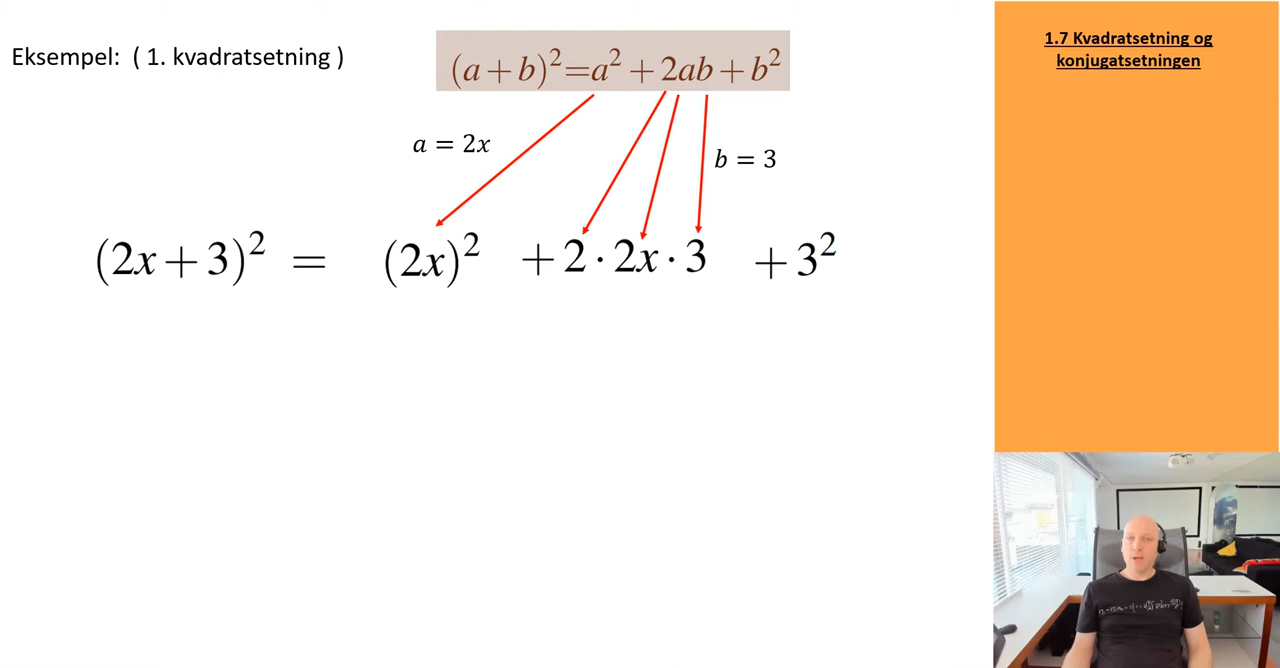 Eksempel: ( 1. kvadratsetning )
(a + b)²=a² + 2ab + b²
a = 2x
b = 3
(2x + 3)² = (2x)² + 2 · 2x · 3 + 3²
1.7 Kvadratsetning og
konjugatsetningen